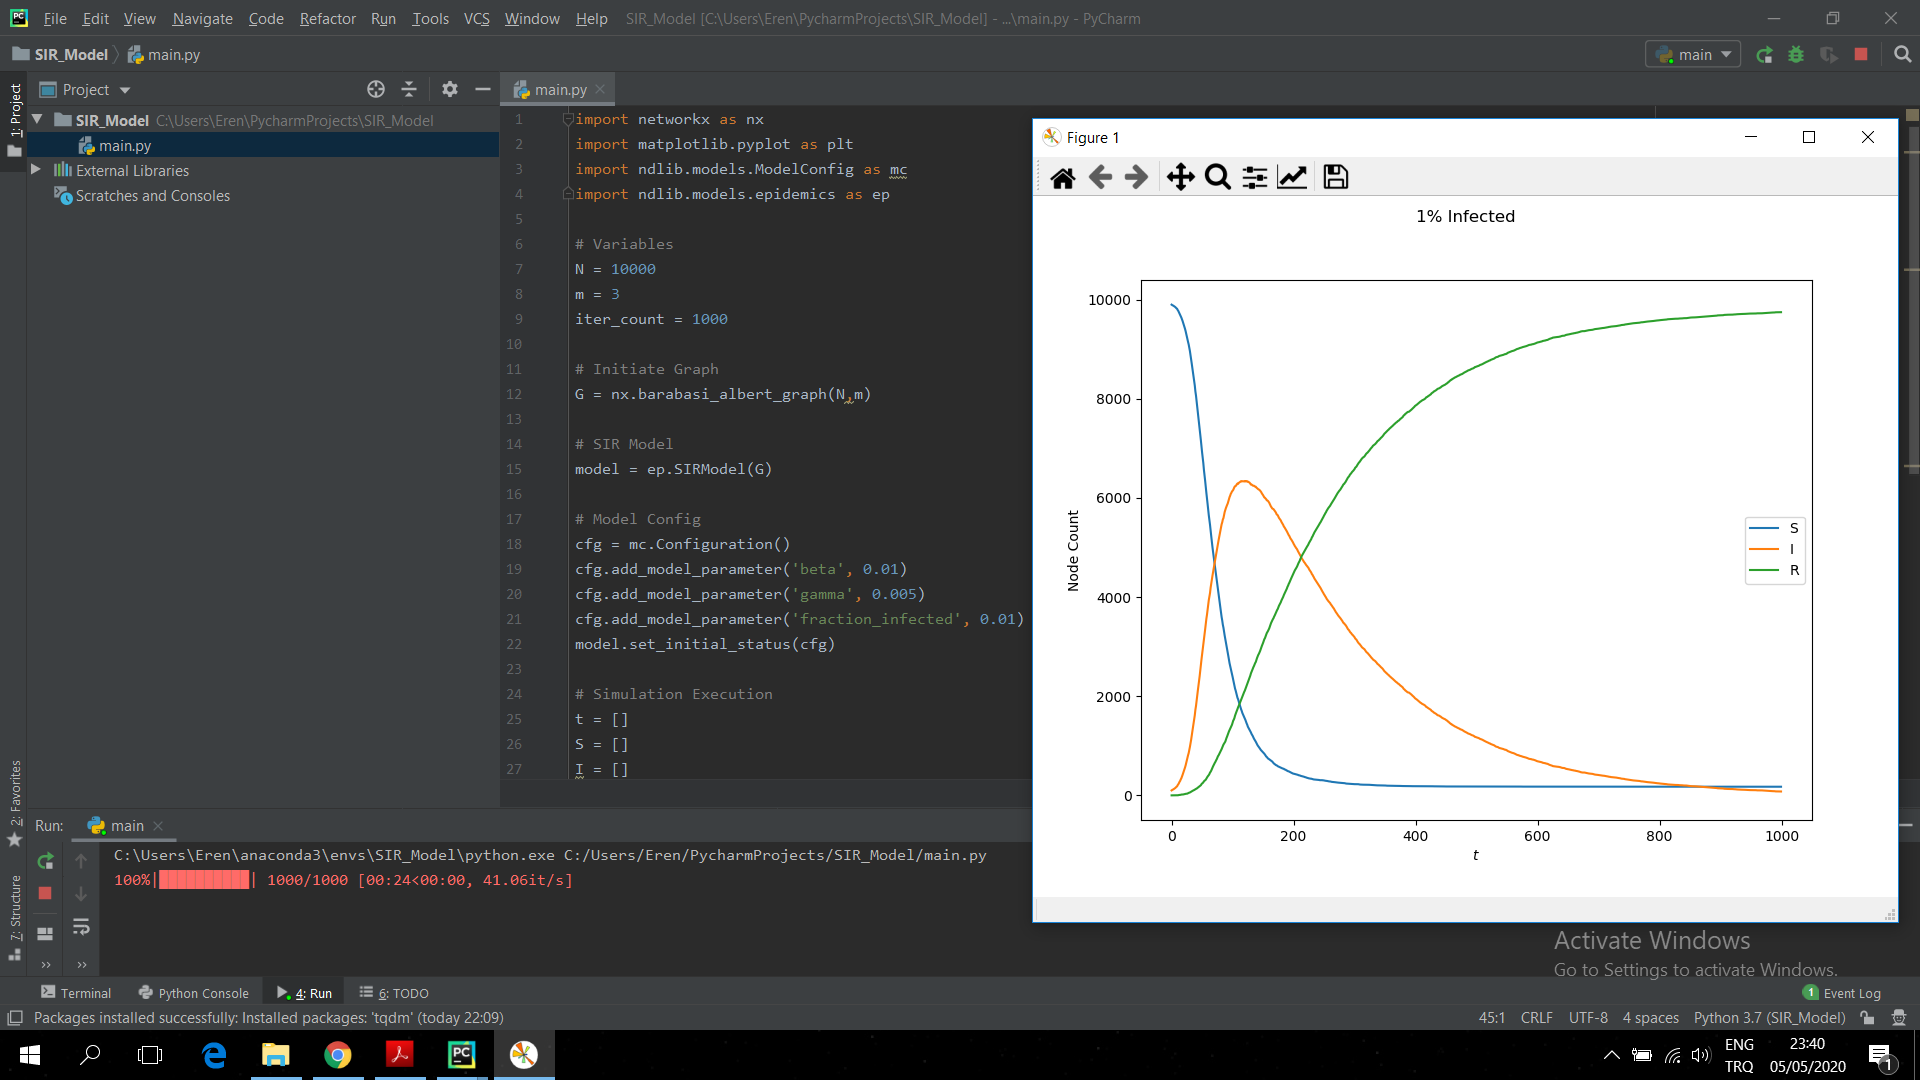 File Edit View Navigate Code Refactor Run Tools VCS Window Help SIR_Model [C:\Users\Eren\PycharmProjects\SIR_Model] - ...\main.py - PyCharm
SIR_Model main.py main
1: Project
Project
SIR_Model C:\Users\Eren\PycharmProjects\SIR_Model
main.py
External Libraries
Scratches and Consoles
main.py
1 import networkx as nx
2 import matplotlib.pyplot as plt
3 import ndlib.models.ModelConfig as mc
4 import ndlib.models.epidemics as ep
5
6 # Variables
7 N = 10000
8 m = 3
9 iter_count = 1000
10
11 # Initiate Graph
12 G = nx.barabasi_albert_graph(N,m)
13
14 # SIR Model
15 model = ep.SIRModel(G)
16
17 # Model Config
18 cfg = mc.Configuration()
19 cfg.add_model_parameter('beta', 0.01)
20 cfg.add_model_parameter('gamma', 0.005)
21 cfg.add_model_parameter('fraction_infected', 0.01)
22 model.set_initial_status(cfg)
23
24 # Simulation Execution
25 t = []
26 S = []
27 I = []
Figure 1
1% Infected
10000
8000
6000
4000
2000
0
Node Count
S
I
R
0 200 400 600 800 1000
t
2: Favorites
7: Structure
Run: main
C:\Users\Eren\anaconda3\envs\SIR_Model\python.exe C:/Users/Eren/PycharmProjects/SIR_Model/main.py
100%|██████████| 1000/1000 [00:24<00:00, 41.06it/s]
Activate Windows
Go to Settings to activate Windows.
Terminal Python Console 4: Run 6: TODO 1 Event Log
Packages installed successfully: Installed packages: 'tqdm' (today 22:09) 45:1 CRLF UTF-8 4 spaces Python 3.7 (SIR_Model)
ENG 23:40
TRQ 05/05/2020 1